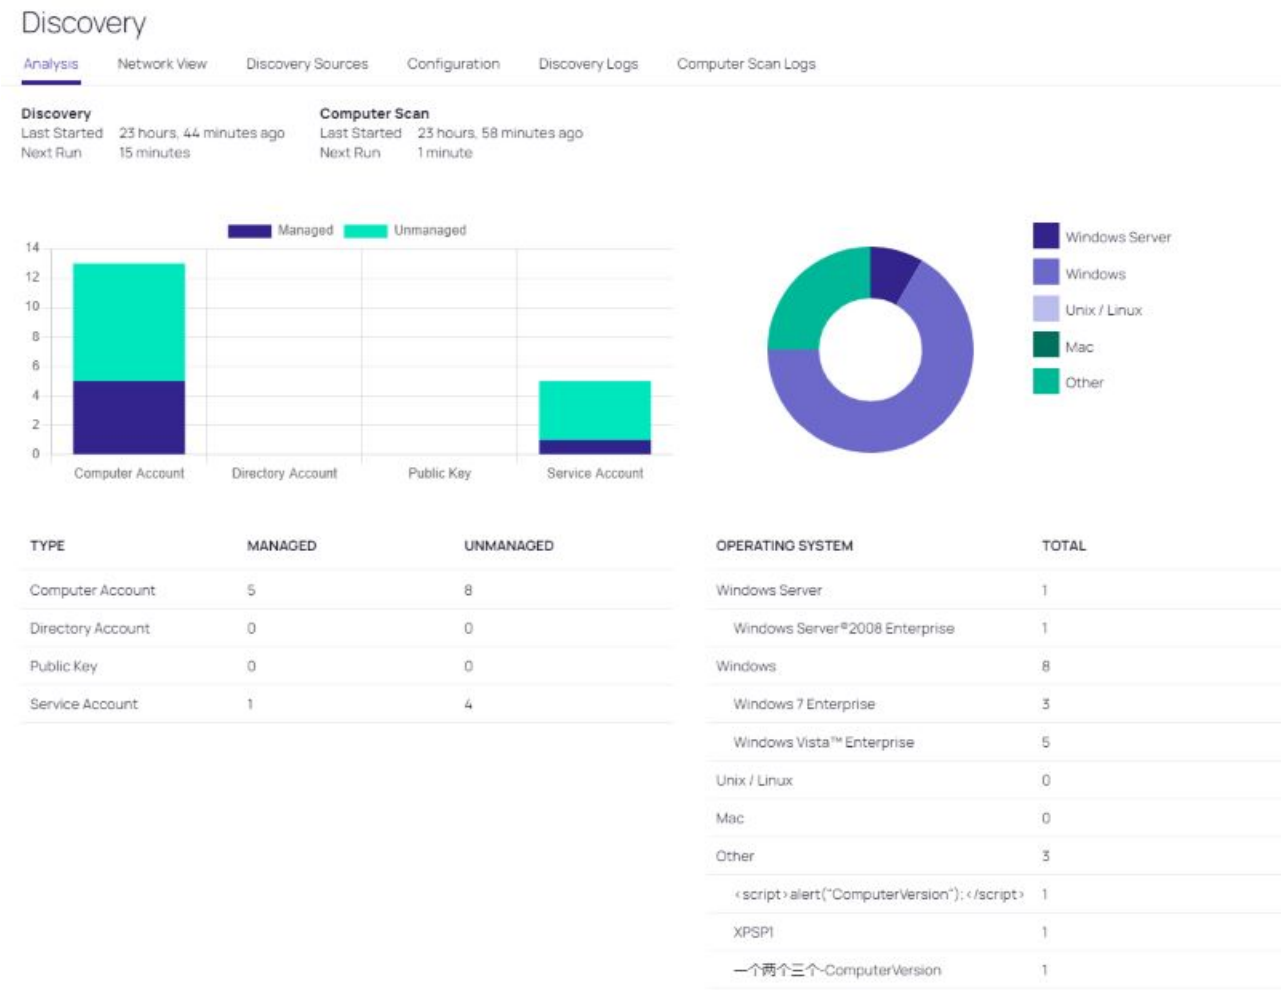 Discovery
Analysis Network View Discovery Sources Configuration Discovery Logs Computer Scan Logs
Discovery
Last Started 23 hours, 44 minutes ago
Next Run 15 minutes
Computer Scan
Last Started 23 hours, 58 minutes ago
Next Run 1 minute
Managed Unmanaged
14
12
10
8
6
4
2
0
Computer Account Directory Account Public Key Service Account
Windows Server
Windows
Unix / Linux
Mac
Other
TYPE MANAGED UNMANAGED
Computer Account 5 8
Directory Account 0 0
Public Key 0 0
Service Account 1 4
OPERATING SYSTEM TOTAL
Windows Server 1
Windows Server®2008 Enterprise 1
Windows 8
Windows 7 Enterprise 3
Windows Vista™ Enterprise 5
Unix / Linux 0
Mac 0
Other 3
<script>alert("ComputerVersion");</script> 1
XPSP1 1
一个两个三个-ComputerVersion 1